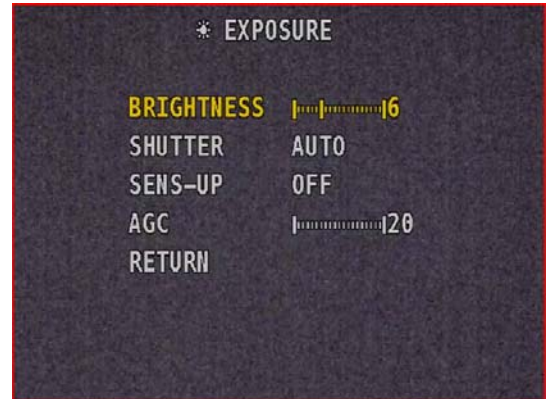 EXPOSURE
BRIGHTNESS 6
SHUTTER AUTO
SENS-UP OFF
AGC 20
RETURN